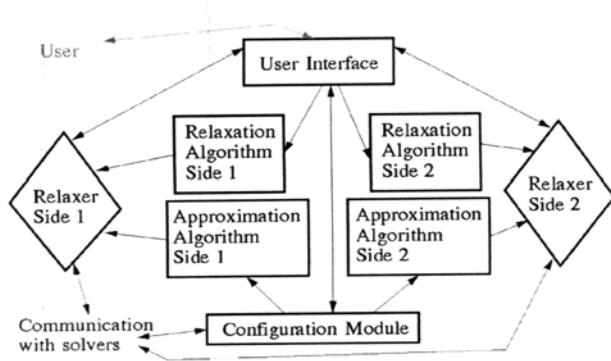 User
User Interface
Relaxation
Algorithm
Side 1
Relaxation
Algorithm
Side 2
Relaxer
Side 1
Relaxer
Side 2
Approximation
Algorithm
Side 1
Approximation
Algorithm
Side 2
Communication
with solvers
Configuration Module